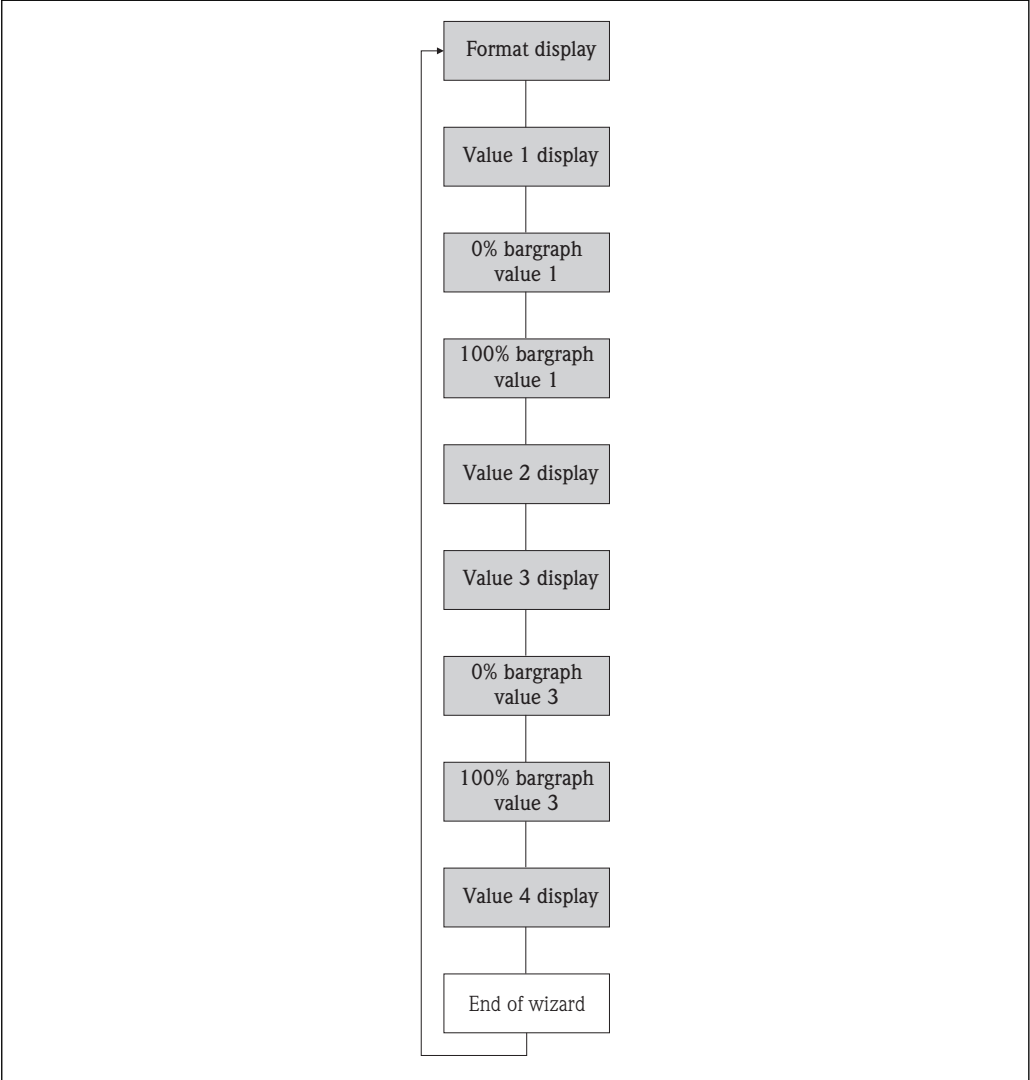 Format display
Value 1 display
0% bargraph
value 1
100% bargraph
value 1
Value 2 display
Value 3 display
0% bargraph
value 3
100% bargraph
value 3
Value 4 display
End of wizard